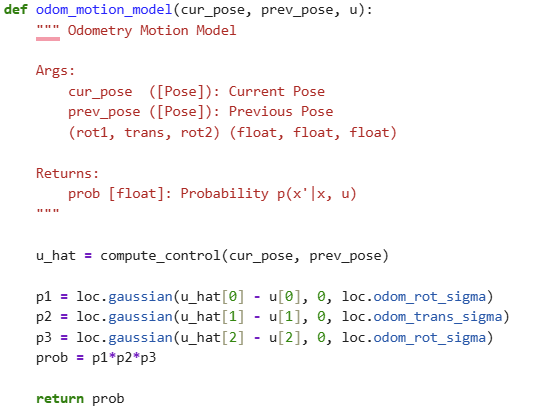 def odom_motion_model(cur_pose, prev_pose, u):
    """ Odometry Motion Model

    Args:
        cur_pose  ([Pose]): Current Pose
        prev_pose ([Pose]): Previous Pose
        (rot1, trans, rot2) (float, float, float)

    Returns:
        prob [float]: Probability p(x'|x, u)
    """

    u_hat = compute_control(cur_pose, prev_pose)

    p1 = loc.gaussian(u_hat[0] - u[0], 0, loc.odom_rot_sigma)
    p2 = loc.gaussian(u_hat[1] - u[1], 0, loc.odom_trans_sigma)
    p3 = loc.gaussian(u_hat[2] - u[2], 0, loc.odom_rot_sigma)
    prob = p1*p2*p3

    return prob